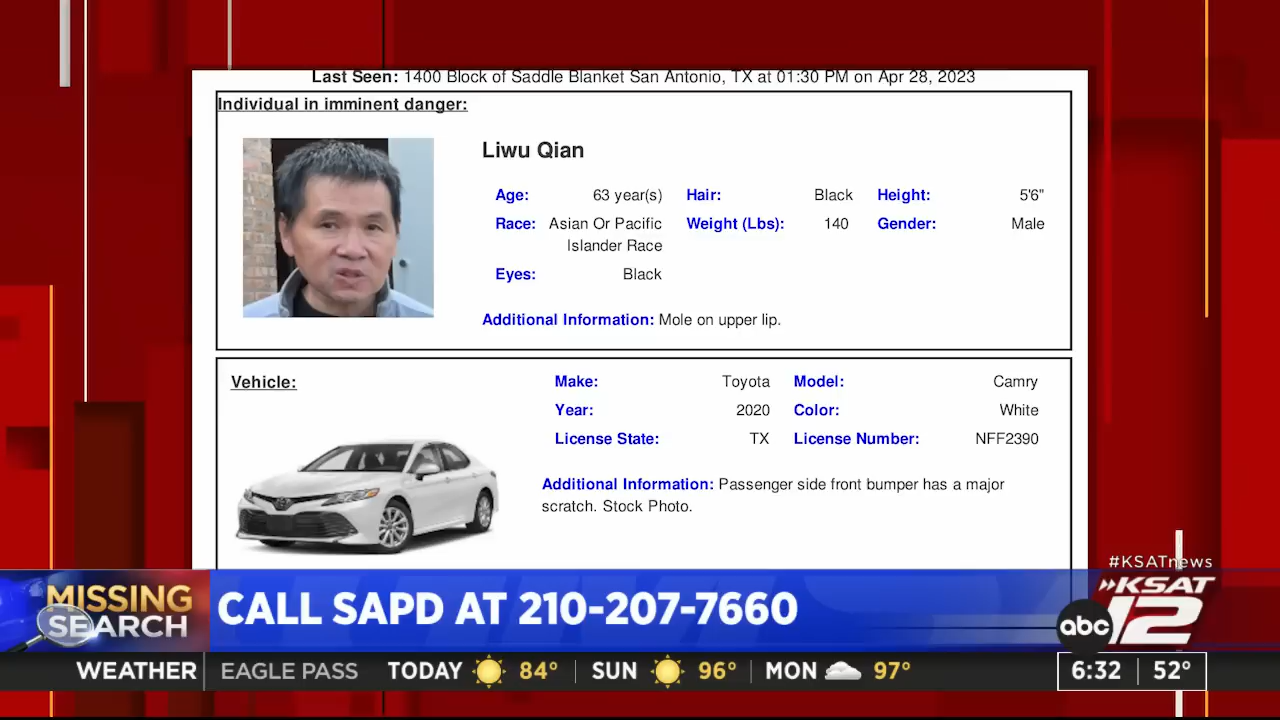 Last Seen: 1400 Block of Saddle Blanket San Antonio, TX at 01:30 PM on Apr 28, 2023
Individual in imminent danger:
Liwu Qian
Age: 63 year(s) Hair: Black Height: 5'6"
Race: Asian Or Pacific Islander Race Weight (Lbs): 140 Gender: Male
Eyes: Black
Additional Information: Mole on upper lip.
Vehicle:
Make: Toyota Model: Camry
Year: 2020 Color: White
License State: TX License Number: NFF2390
Additional Information: Passenger side front bumper has a major
scratch. Stock Photo.
#KSATnews
MISSING
SEARCH
CALL SAPD AT 210-207-7660
KSAT
abc 12
WEATHER EAGLE PASS TODAY 84° SUN 96° MON 97° 6:32 52°